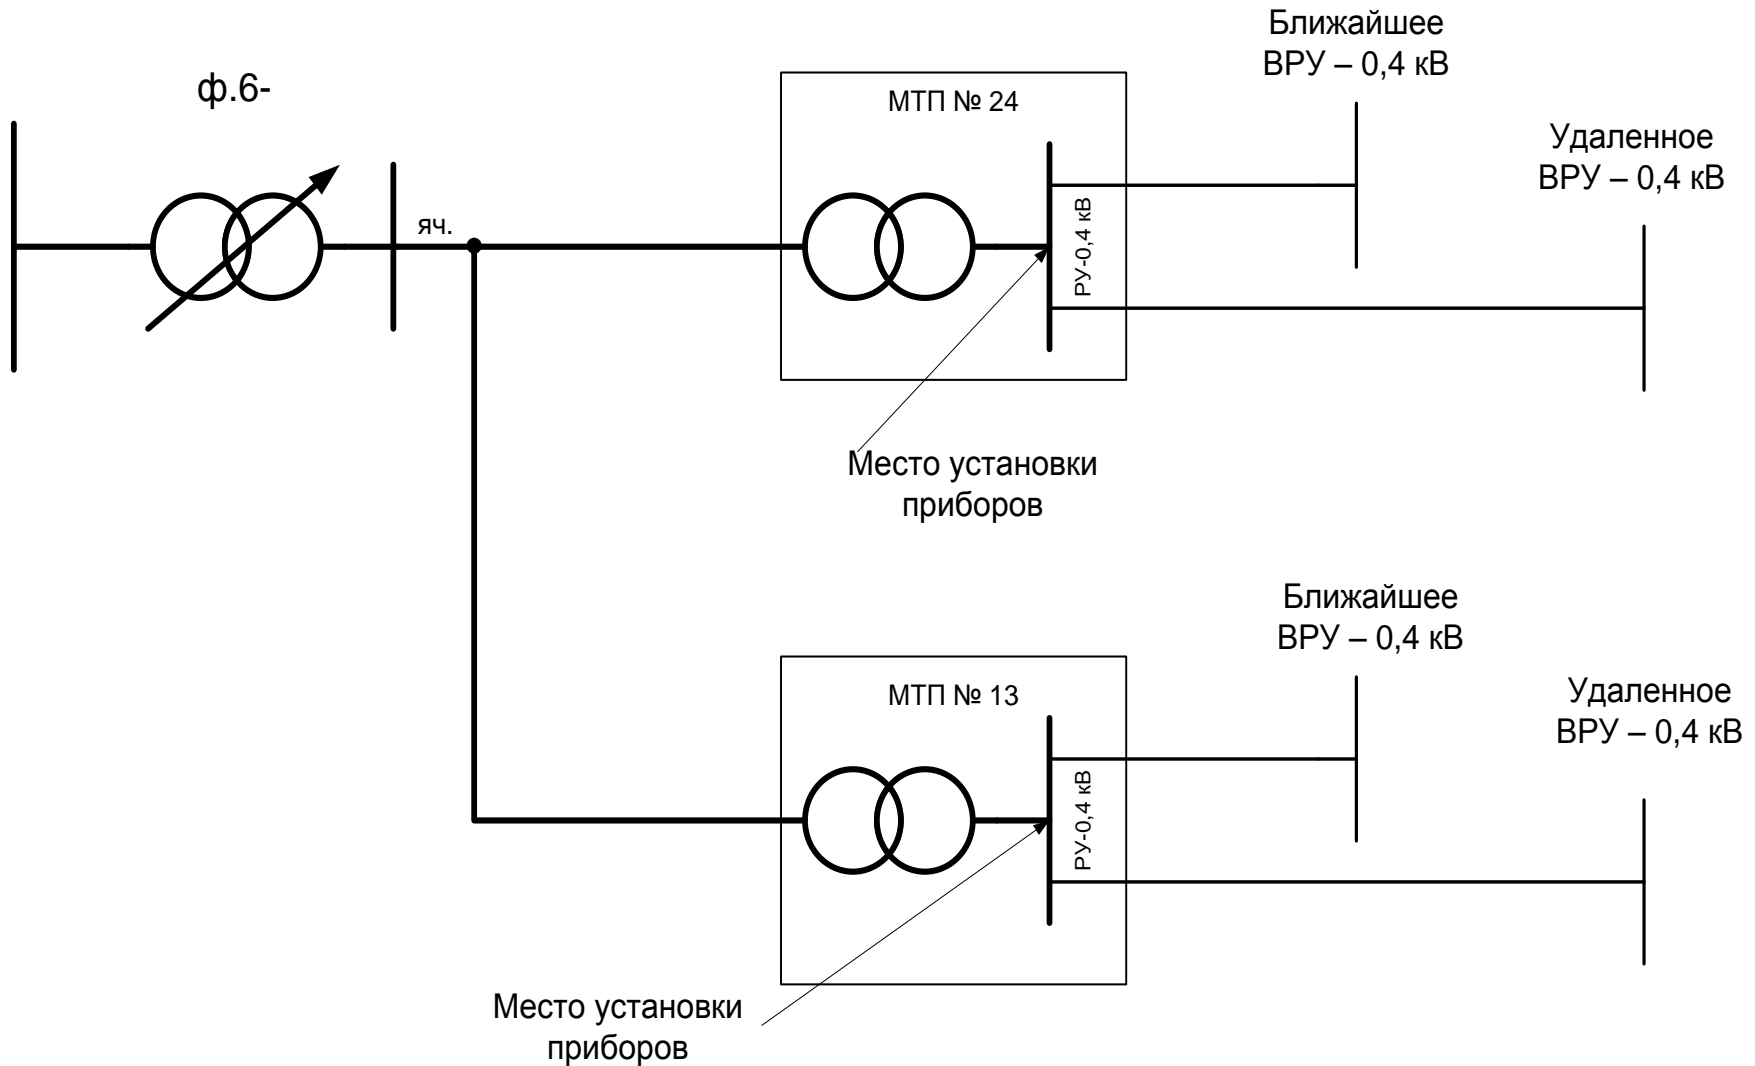 ф.6-
яч.
МТП № 24
РУ-0,4 кВ
Ближайшее
ВРУ – 0,4 кВ
Удаленное
ВРУ – 0,4 кВ
Место установки
приборов
МТП № 13
РУ-0,4 кВ
Ближайшее
ВРУ – 0,4 кВ
Удаленное
ВРУ – 0,4 кВ
Место установки
приборов